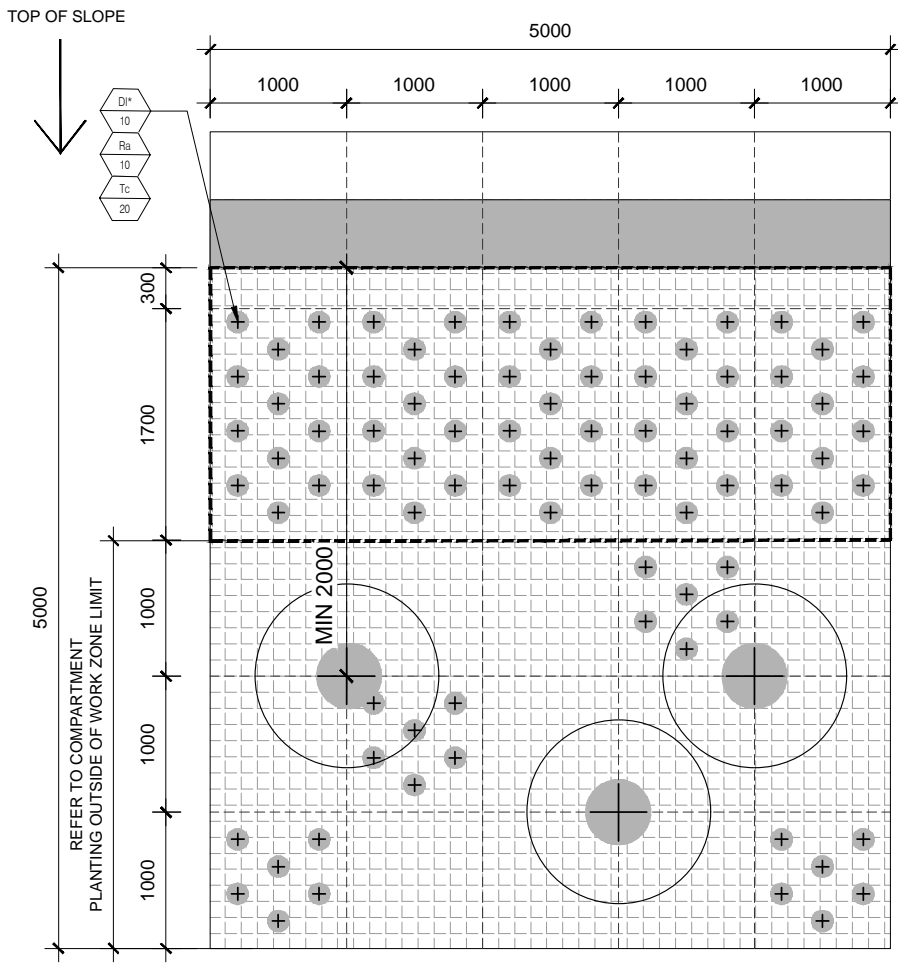 TOP OF SLOPE
5000
1000 1000 1000 1000 1000
DI*
10
Ra
10
Tc
20
300
1700
5000
MIN 2000
1000
REFER TO COMPARTMENT
PLANTING OUTSIDE OF WORK ZONE LIMIT
1000
1000